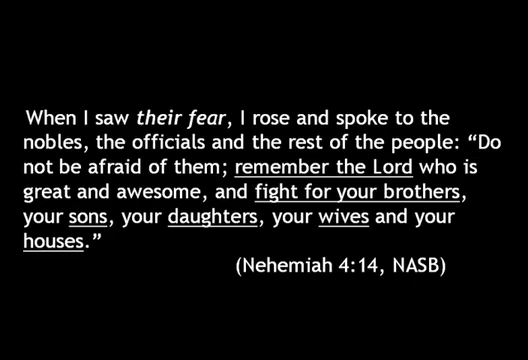 When I saw their fear, I rose and spoke to the
nobles, the officials and the rest of the people: “Do
not be afraid of them; remember the Lord who is
great and awesome, and fight for your brothers,
your sons, your daughters, your wives and your
houses.”
(Nehemiah 4:14, NASB)